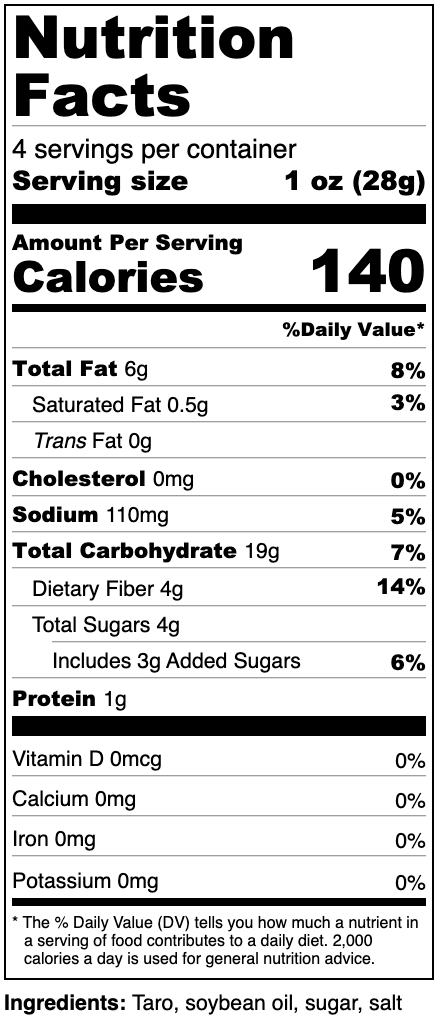 Nutrition
Facts
4 servings per container
Serving size 1 oz (28g)
Amount Per Serving
Calories 140
%Daily Value*
Total Fat 6g 8%
Saturated Fat 0.5g 3%
Trans Fat 0g
Cholesterol 0mg 0%
Sodium 110mg 5%
Total Carbohydrate 19g 7%
Dietary Fiber 4g 14%
Total Sugars 4g
Includes 3g Added Sugars 6%
Protein 1g
Vitamin D 0mcg 0%
Calcium 0mg 0%
Iron 0mg 0%
Potassium 0mg 0%
* The % Daily Value (DV) tells you how much a nutrient in
a serving of food contributes to a daily diet. 2,000
calories a day is used for general nutrition advice.
Ingredients: Taro, soybean oil, sugar, salt